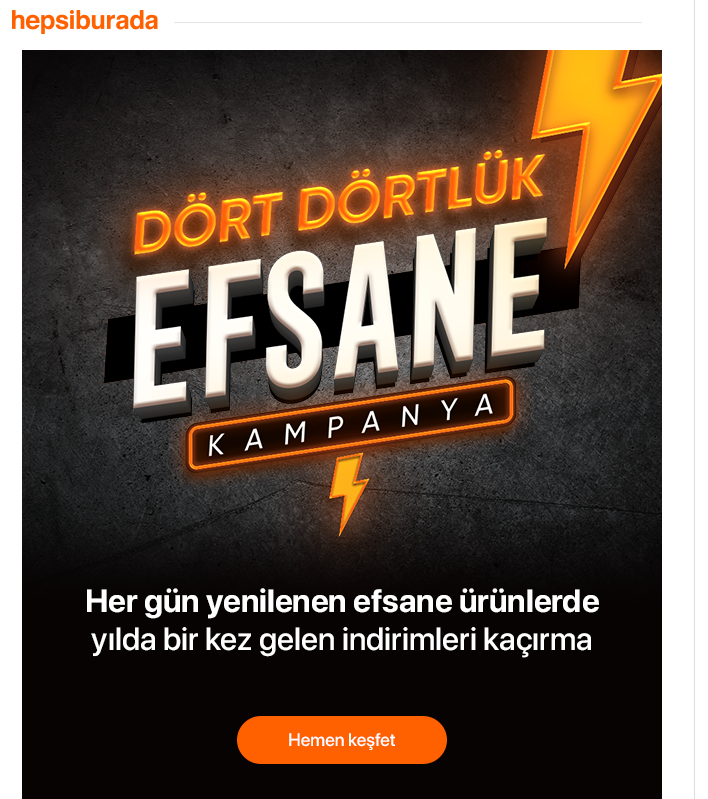 hepsiburada
DÖRT DÖRTLÜK
EFSANE
KAMPANYA
Her gün yenilenen efsane ürünlerde
yılda bir kez gelen indirimleri kaçırma
Hemen keşfet